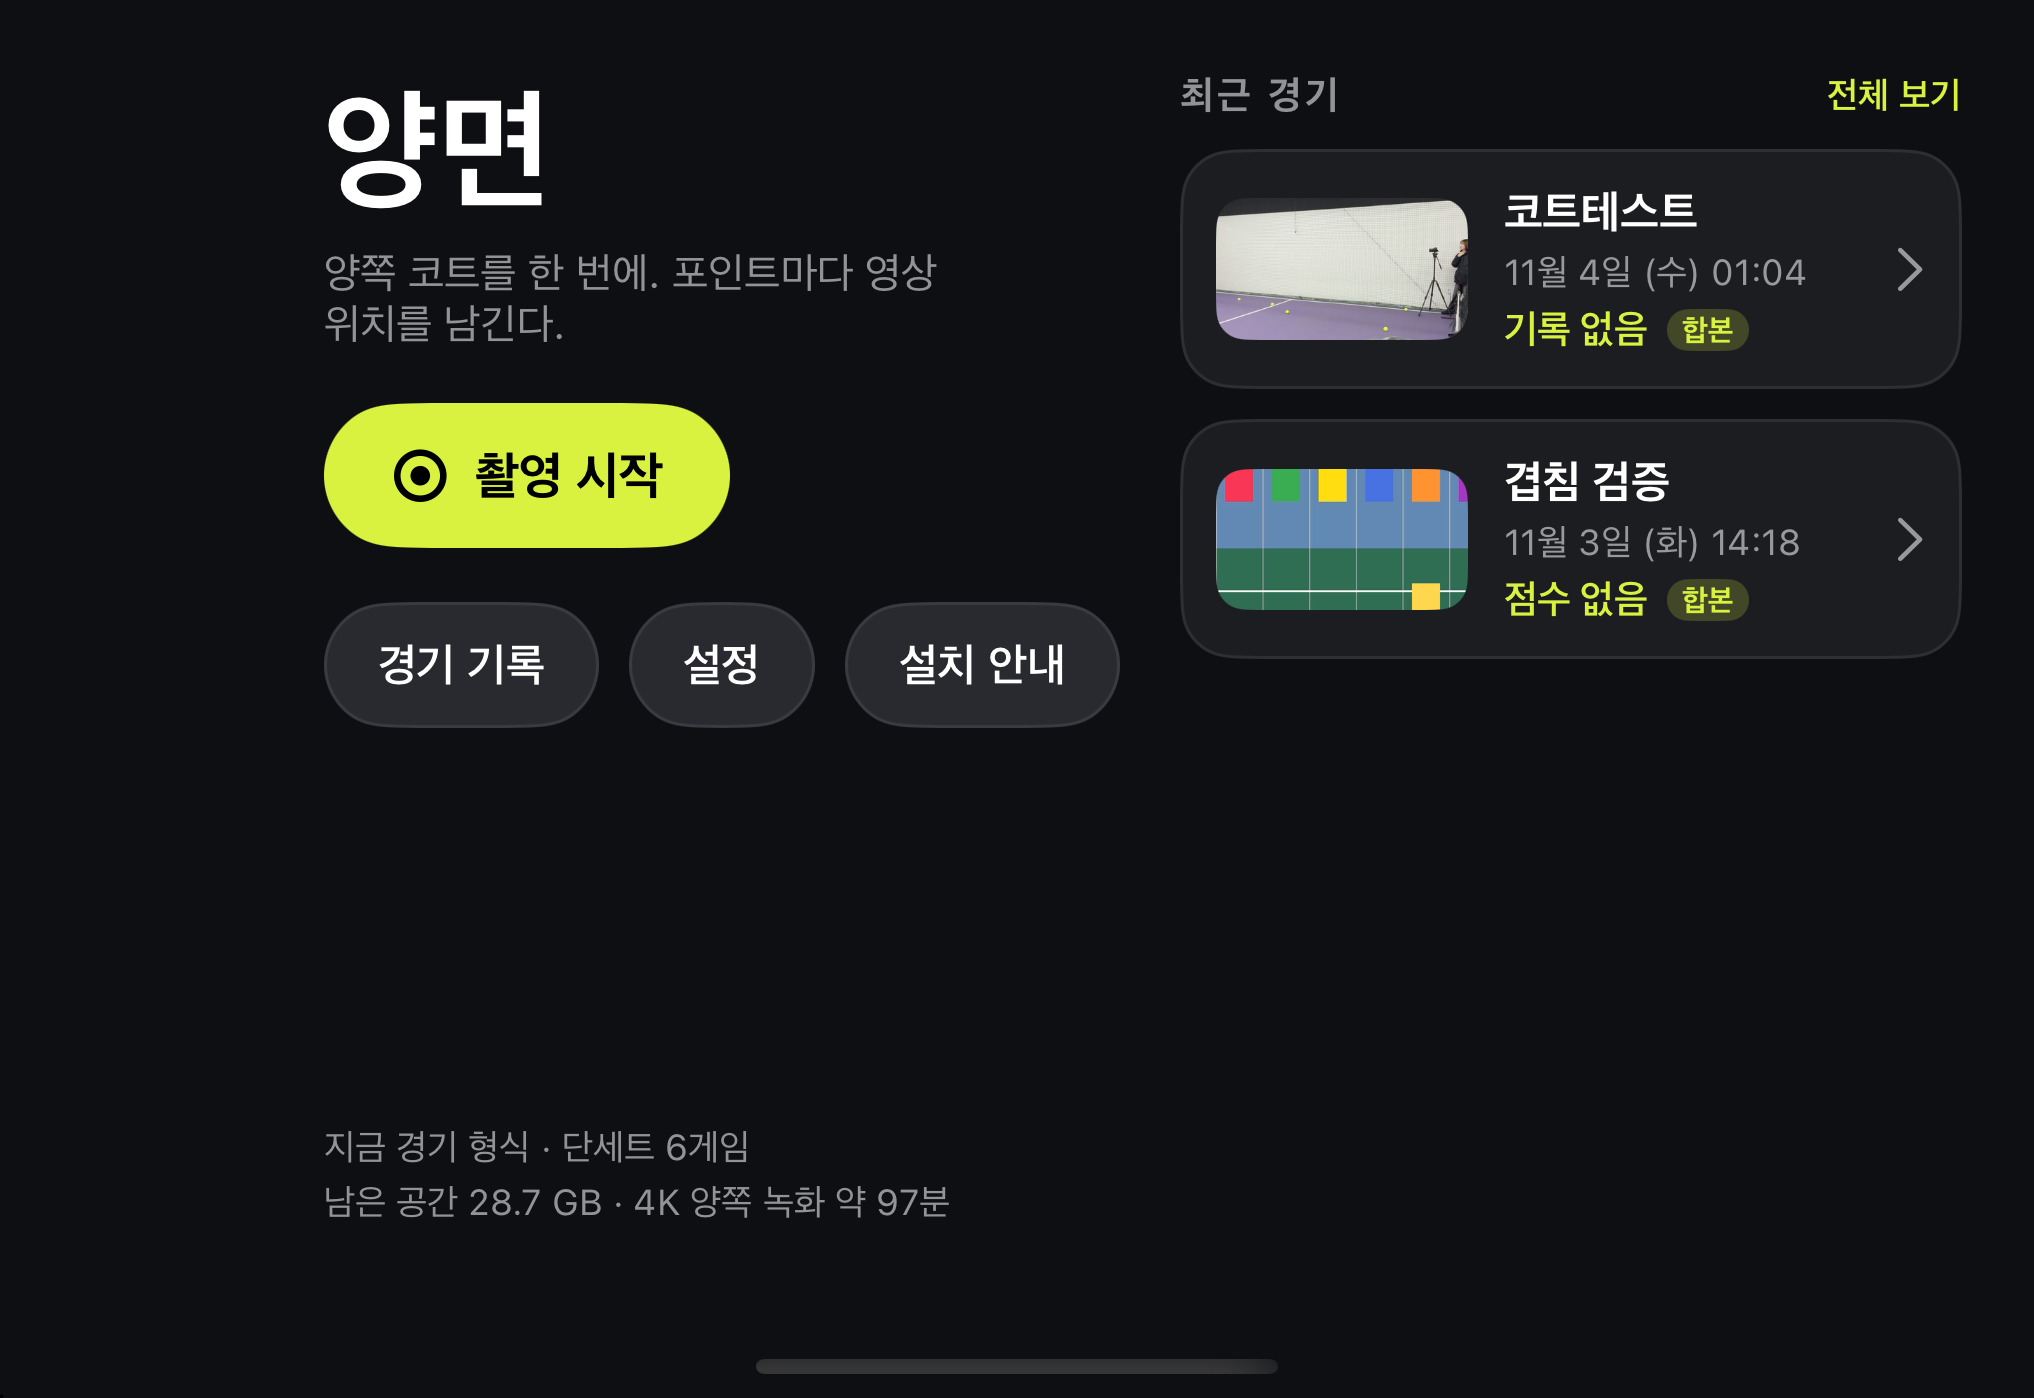 양면
양쪽 코트를 한 번에. 포인트마다 영상
위치를 남긴다.
촬영 시작
경기 기록
설정
설치 안내
지금 경기 형식 · 단세트 6게임
남은 공간 28.7 GB · 4K 양쪽 녹화 약 97분
최근 경기
전체 보기
코트테스트
11월 4일 (수) 01:04
기록 없음 합본
겹침 검증
11월 3일 (화) 14:18
점수 없음 합본